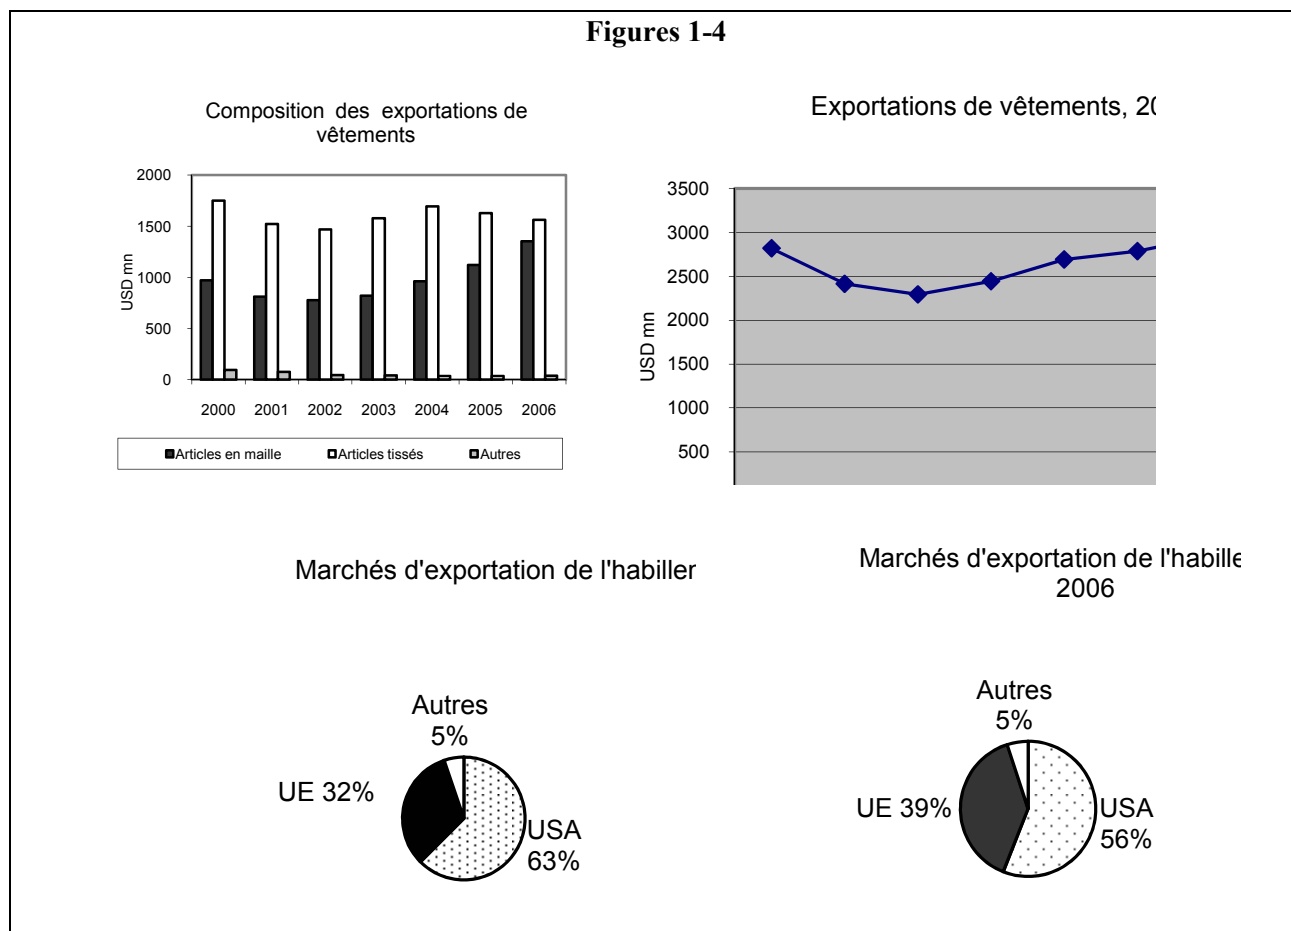 Figures 1-4
Composition des exportations de
vêtements
2000
1500
1000
500
0
USD mn
2000 2001 2002 2003 2004 2005 2006
Articles en maille Articles tissés Autres
Exportations de vêtements, 20
3500
3000
2500
2000
1500
1000
500
USD mn
Marchés d'exportation de l'habiller
Autres
5%
UE 32%
USA
63%
Marchés d'exportation de l'habille
2006
Autres
5%
UE 39%
USA
56%